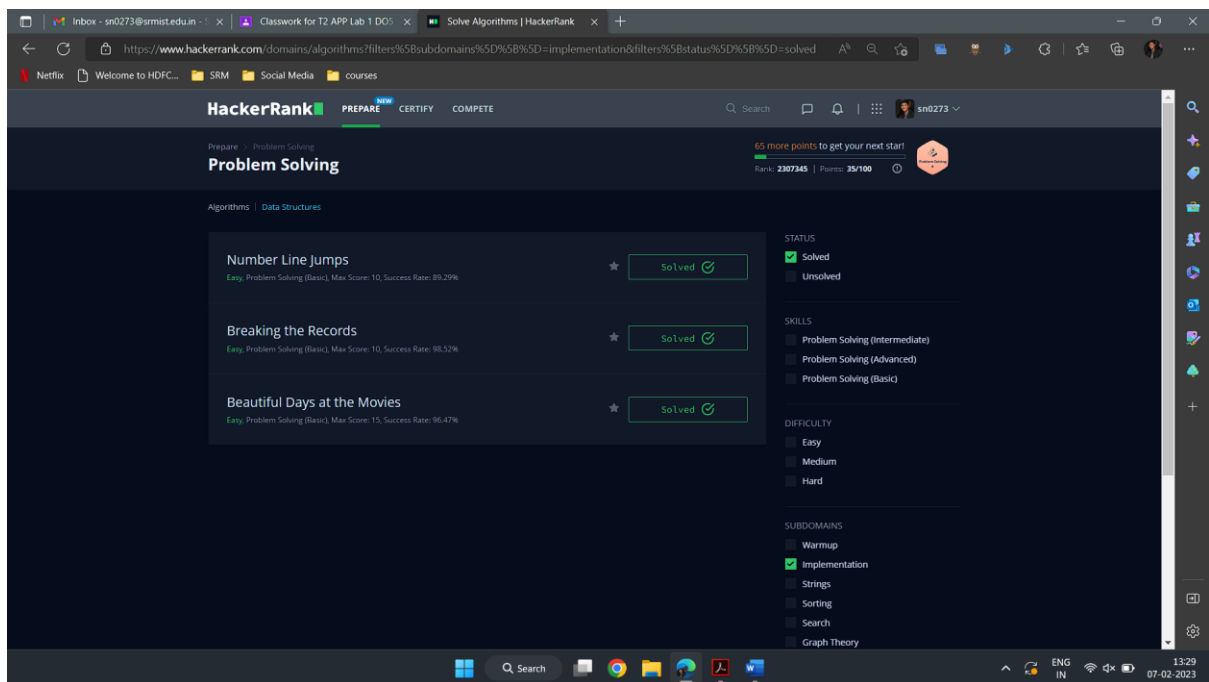 Inbox - sn0273@srmist.edu.in - S
Classwork for T2 APP Lab 1 DOS
Solve Algorithms | HackerRank
https://www.hackerrank.com/domains/algorithms?filters%5Bsubdomains%5D%5B%5D=implementation&filters%5Bstatus%5D%5B%5D=solved
Netflix
Welcome to HDFC...
SRM
Social Media
courses
HackerRank
PREPARE
NEW
CERTIFY
COMPETE
Search
sn0273
Prepare > Problem Solving
Problem Solving
65 more points to get your next star!
Rank: 2307345 | Points: 35/100
Problem Solving
Algorithms | Data Structures
Number Line Jumps
Easy, Problem Solving (Basic), Max Score: 10, Success Rate: 89.29%
Solved
Breaking the Records
Easy, Problem Solving (Basic), Max Score: 10, Success Rate: 98.52%
Solved
Beautiful Days at the Movies
Easy, Problem Solving (Basic), Max Score: 15, Success Rate: 96.47%
Solved
STATUS
Solved
Unsolved
SKILLS
Problem Solving (Intermediate)
Problem Solving (Advanced)
Problem Solving (Basic)
DIFFICULTY
Easy
Medium
Hard
SUBDOMAINS
Warmup
Implementation
Strings
Sorting
Search
Graph Theory
Search
ENG
IN
13:29
07-02-2023